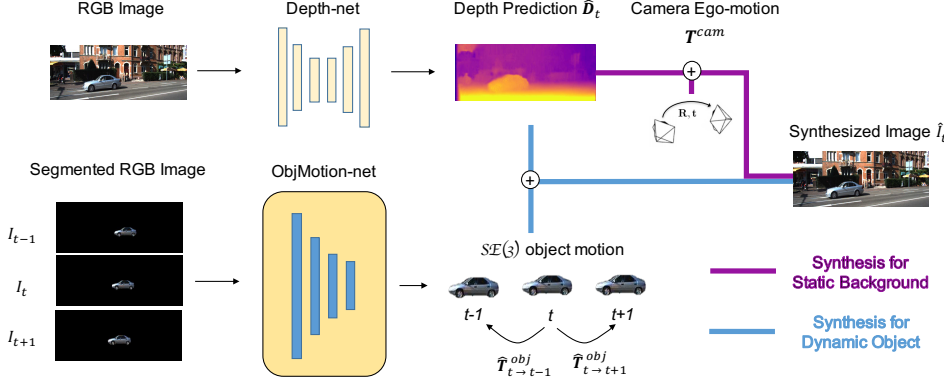 RGB Image
Depth-net
Depth Prediction D̂_t
Camera Ego-motion
T^cam
R, t
Synthesized Image Î_t
Segmented RGB Image
ObjMotion-net
I_{t-1}
I_t
I_{t+1}
SE(3) object motion
t-1
t
t+1
T̂^{obj}_{t→t-1}
T̂^{obj}_{t→t+1}
Synthesis for
Static Background
Synthesis for
Dynamic Object